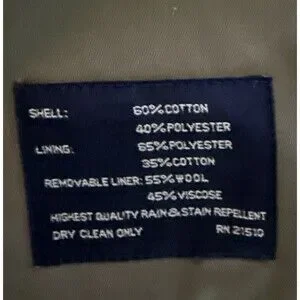 SHELL: 60% COTTON
40% POLYESTER
LINING: 65% POLYESTER
35% COTTON
REMOVABLE LINER: 55% WOOL
45% VISCOSE
HIGHEST QUALITY RAIN & STAIN REPELLENT
DRY CLEAN ONLY RN 21510